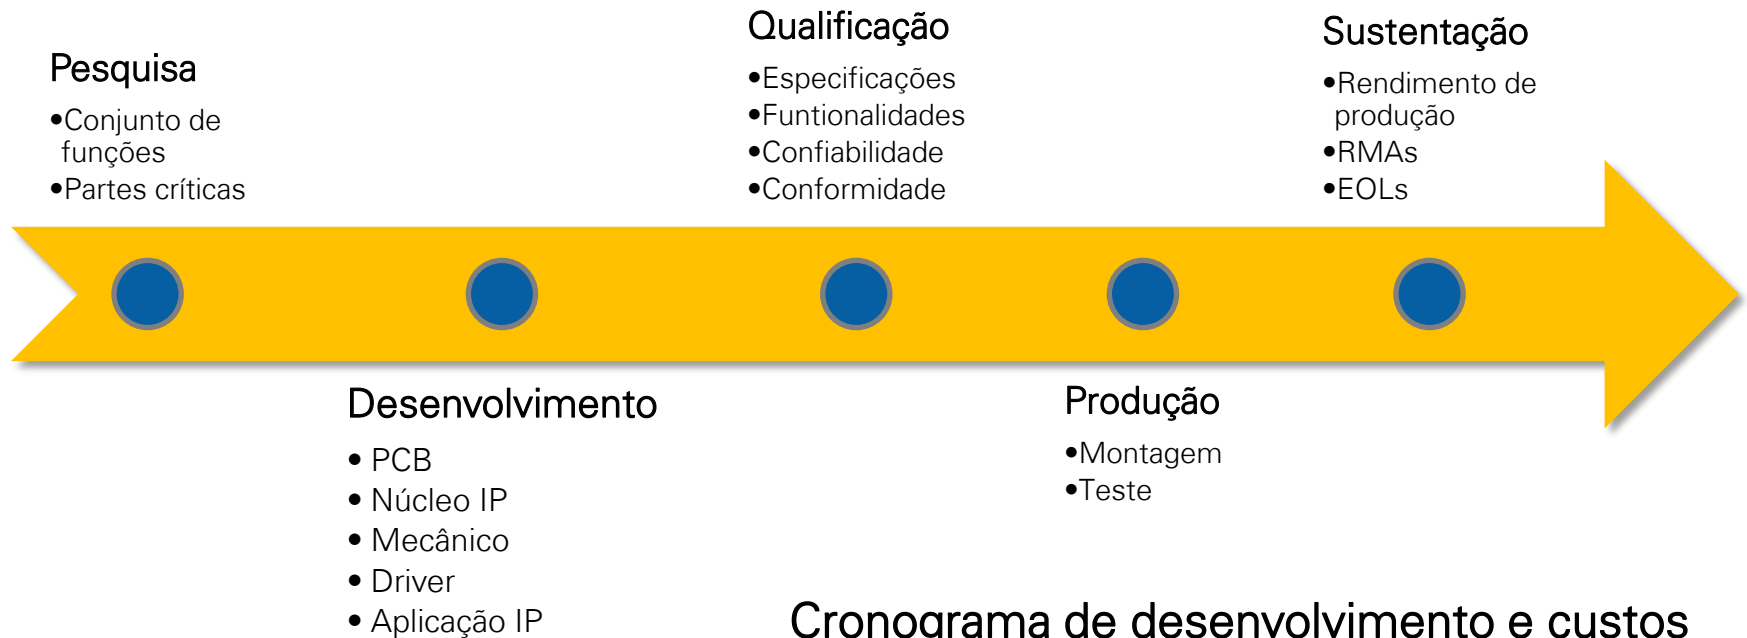 Pesquisa
•Conjunto de
funções
•Partes críticas
Desenvolvimento
• PCB
• Núcleo IP
• Mecânico
• Driver
• Aplicação IP
Qualificação
•Especificações
•Funtionalidades
•Confiabilidade
•Conformidade
Produção
•Montagem
•Teste
Sustentação
•Rendimento de
produção
•RMAs
•EOLs
Cronograma de desenvolvimento e custos